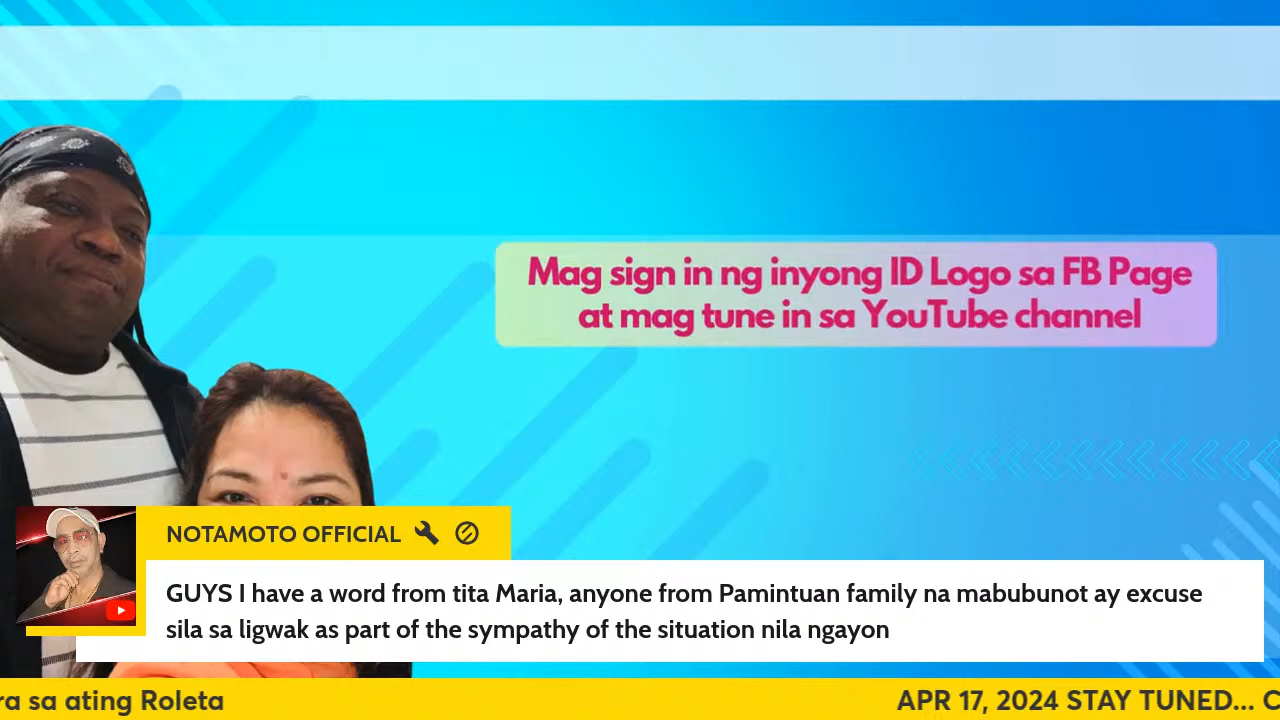 Mag sign in ng inyong ID Logo sa FB Page
at mag tune in sa YouTube channel
NOTAMOTO OFFICIAL
GUYS I have a word from tita Maria, anyone from Pamintuan family na mabubunot ay excuse
sila sa ligwak as part of the sympathy of the situation nila ngayon
sa ating Roleta
APR 17, 2024 STAY TUNED...